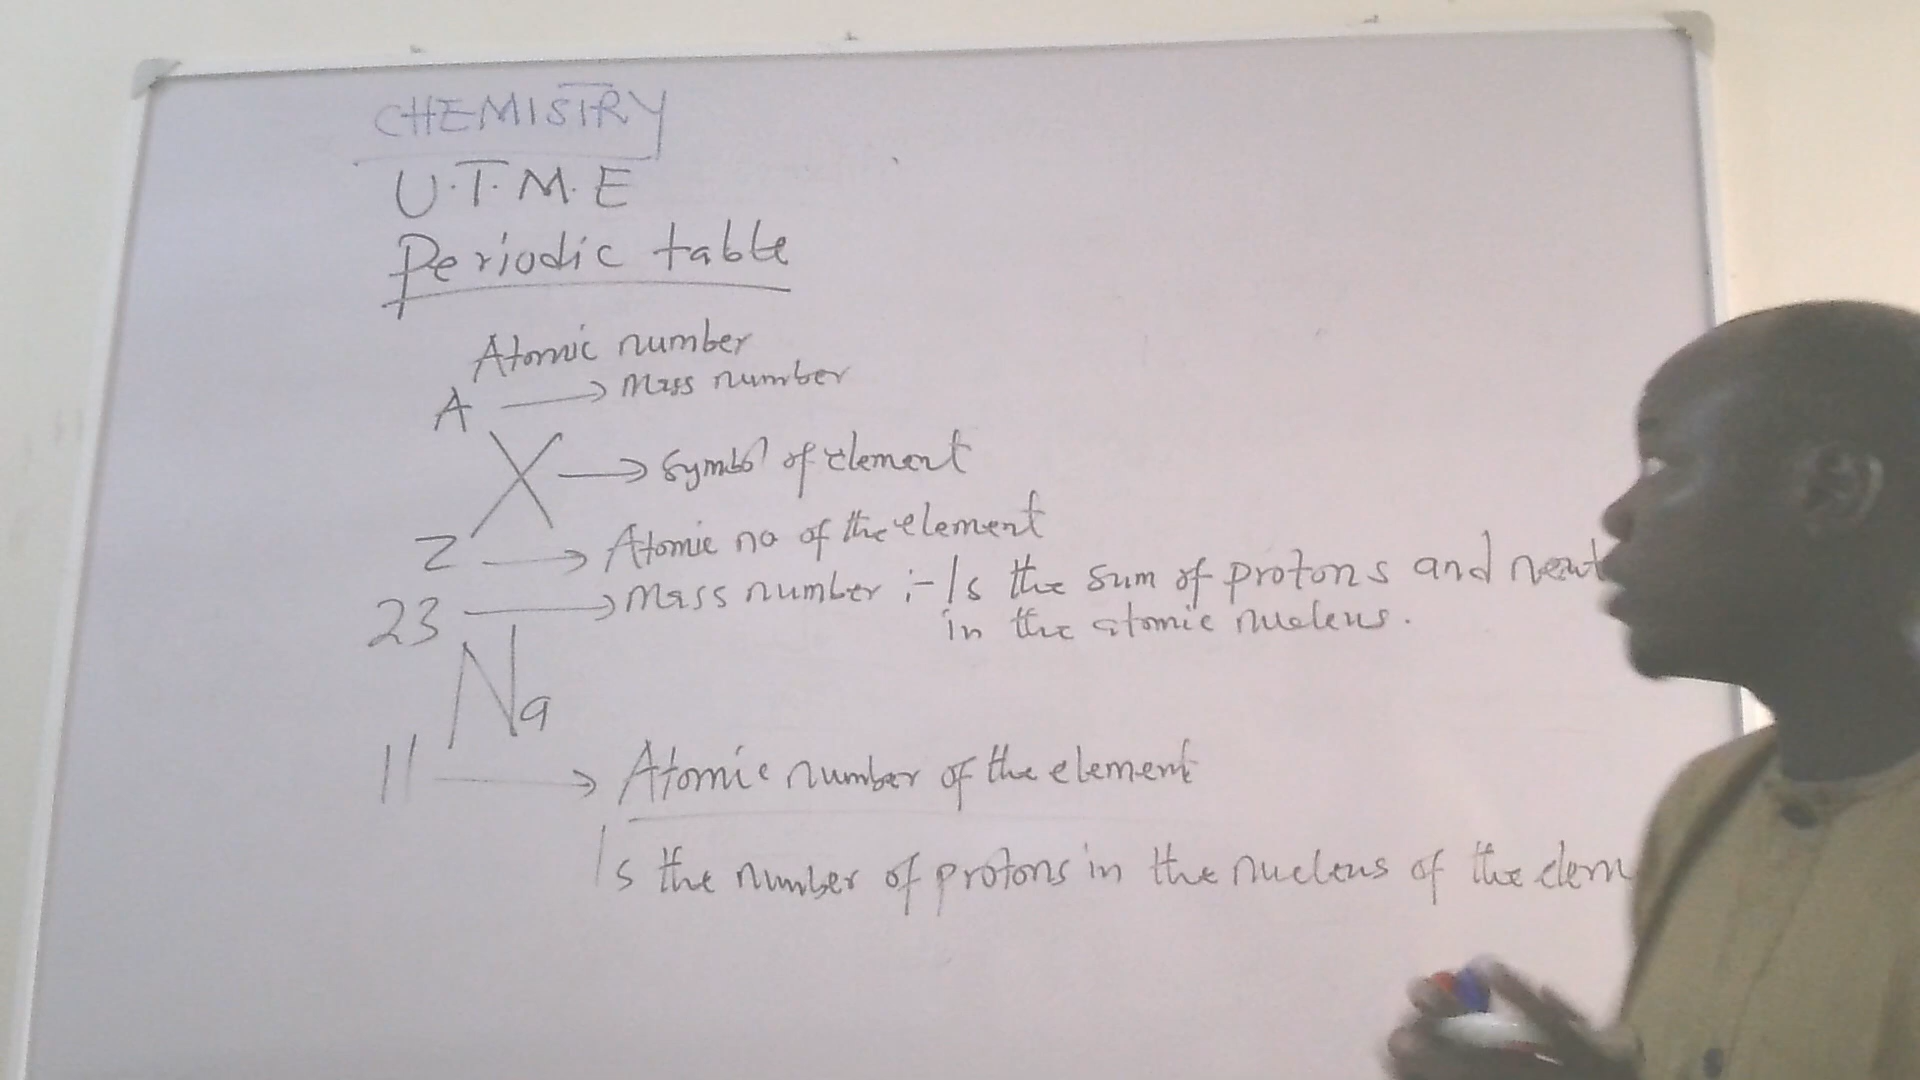 CHEMISTRY
U.T.M.E
Periodic table
Atomic number
A → Mass number
X → Symbol of element
Z → Atomic no of the element
23 → Mass number :- Is the sum of protons and neut
in the atomic nucleus.
Na
11 → Atomic number of the element
Is the number of protons in the nucleus of the elem